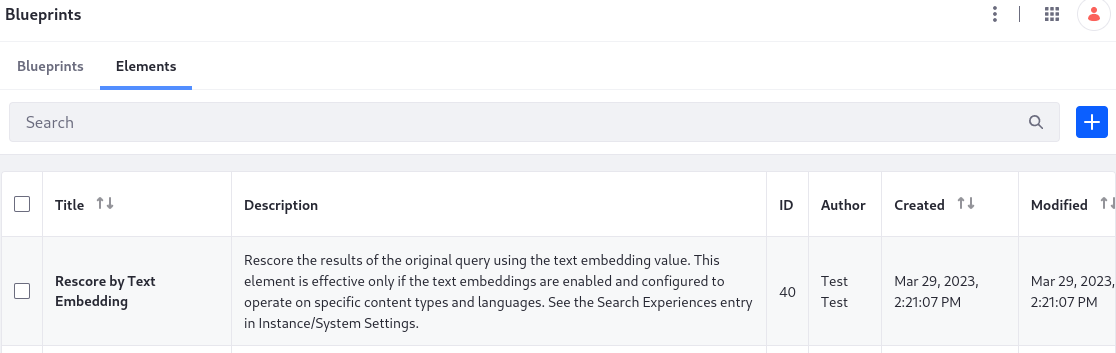 Blueprints
Blueprints
Elements
Search
Title
Description
ID
Author
Created
Modified
Rescore by Text
Embedding
Rescore the results of the original query using the text embedding value. This
element is effective only if the text embeddings are enabled and configured to
operate on specific content types and languages. See the Search Experiences entry
in Instance/System Settings.
40
Test
Test
Mar 29, 2023,
2:21:07 PM
Mar 29, 2023,
2:21:07 PM